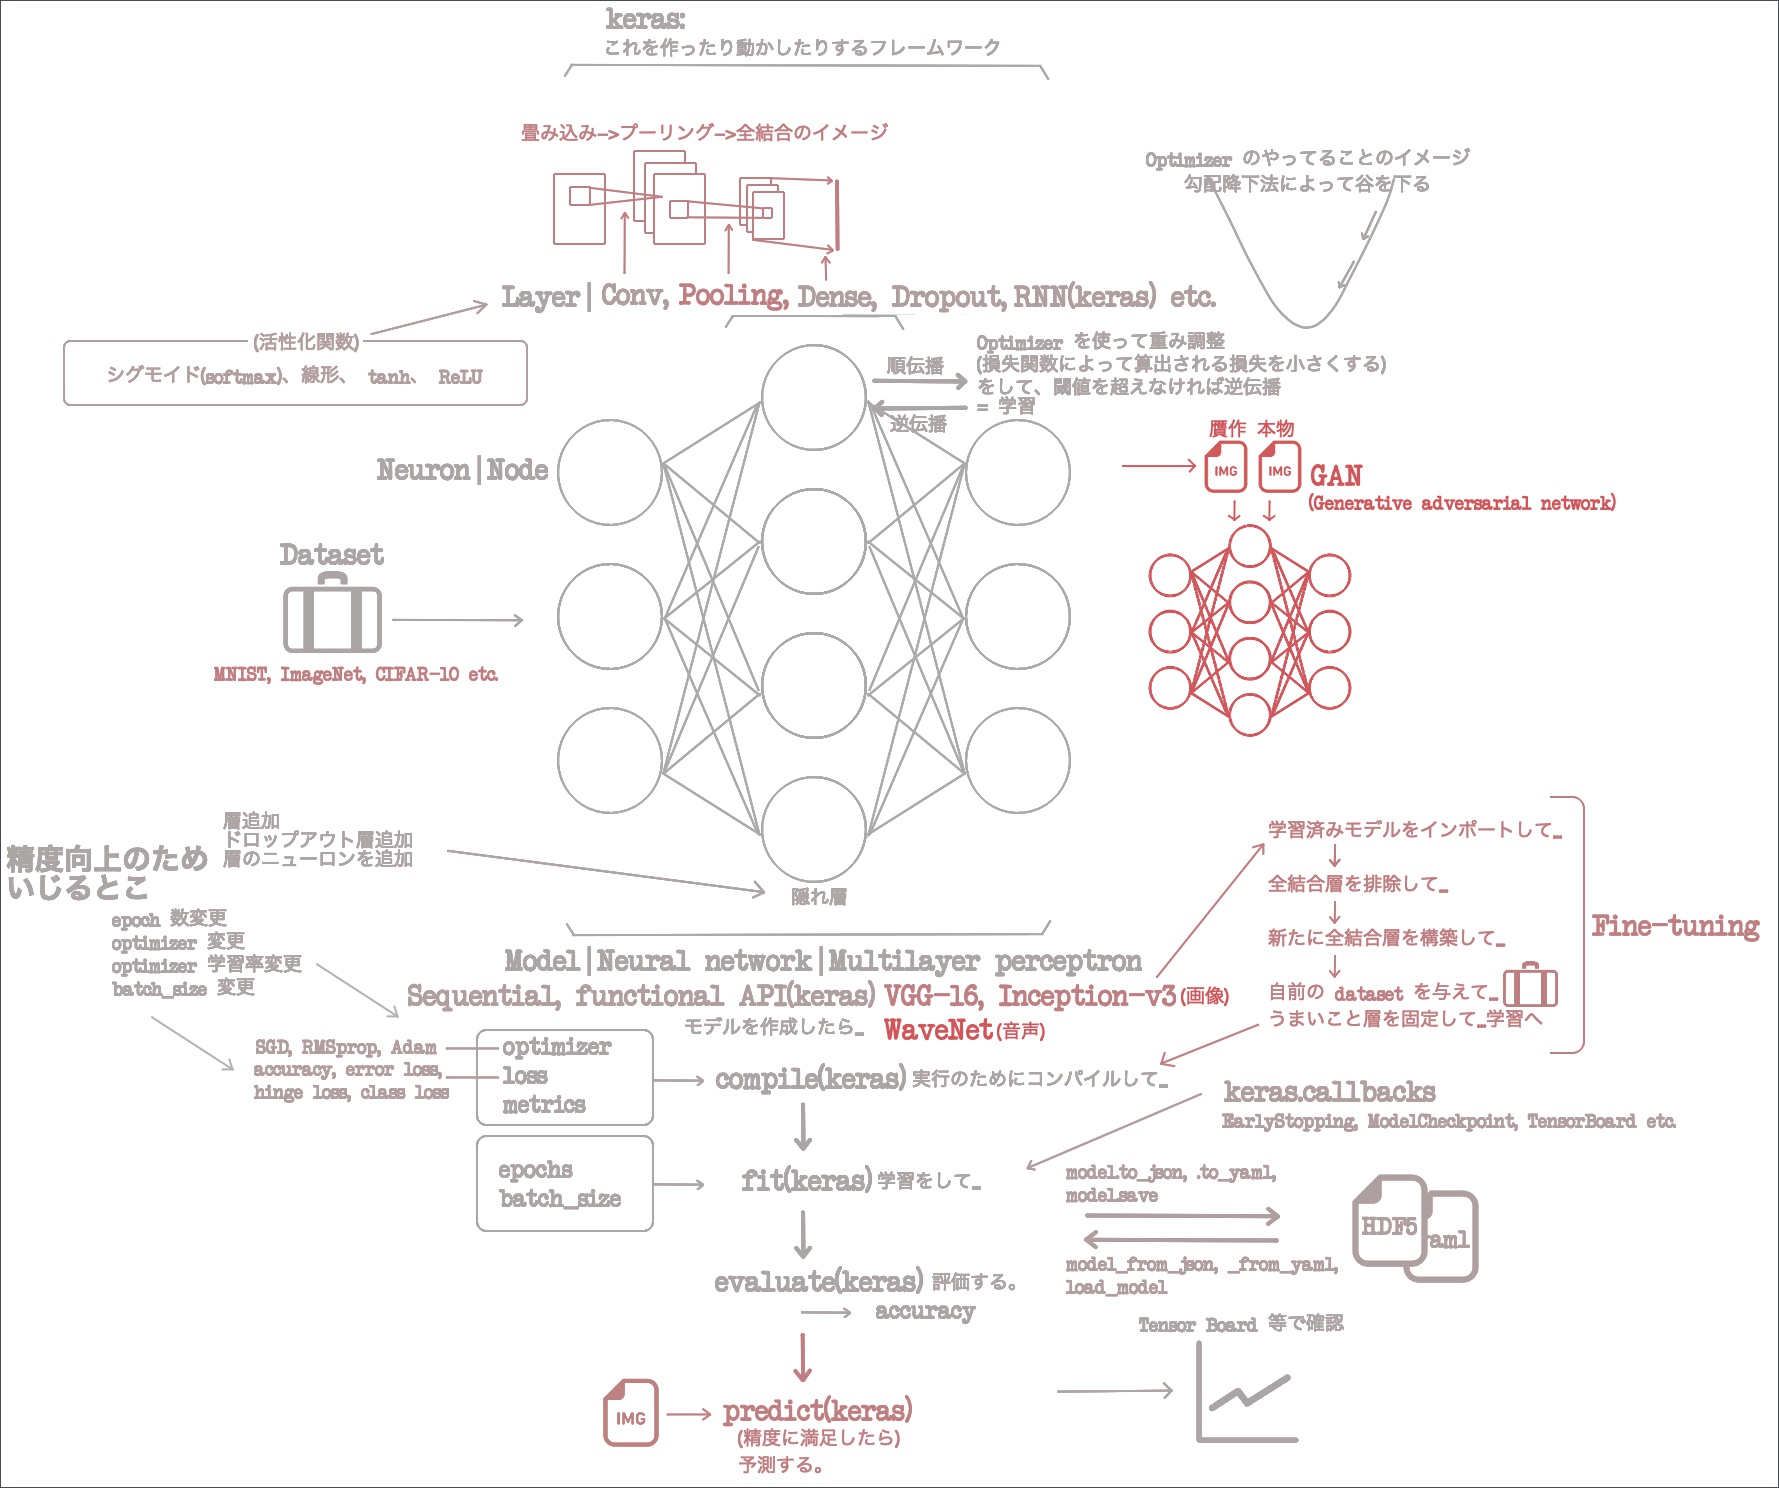 keras:
これを作ったり動かしたりするフレームワーク
畳み込み->プーリング->全結合のイメージ
Optimizer のやってることのイメージ
勾配降下法によって谷を下る
Layer| Conv, Pooling, Dense, Dropout, RNN(keras) etc.
(活性化関数)
シグモイド(softmax)、線形、 tanh、 ReLU
順伝播
逆伝播
Optimizer を使って重み調整
(損失関数によって算出される損失を小さくする)
をして、閾値を超えなければ逆伝播
= 学習
Neuron|Node
贋作 本物
IMG IMG
GAN
(Generative adversarial network)
Dataset
MNIST, ImageNet, CIFAR-10 etc.
精度向上のため
いじるとこ
層追加
ドロップアウト層追加
層のニューロンを追加
隠れ層
epoch 数変更
optimizer 変更
optimizer 学習率変更
batch_size 変更
学習済みモデルをインポートして_
全結合層を排除して_
新たに全結合層を構築して_
自前の dataset を与えて_
うまいこと層を固定して_学習へ
Fine-tuning
Model|Neural network|Multilayer perceptron
Sequential, functional API(keras) VGG-16, Inception-v3(画像)
モデルを作成したら_ WaveNet(音声)
SGD, RMSprop, Adam
accuracy, error loss,
hinge loss, class loss
optimizer
loss
metrics
compile(keras) 実行のためにコンパイルして_
keras.callbacks
EarlyStopping, ModelCheckpoint, TensorBoard etc.
epochs
batch_size
fit(keras) 学習をして_
model.to_json, .to_yaml,
model.save
HDF5
aml
model_from_json, _from_yaml,
load_model
evaluate(keras) 評価する。
accuracy
Tensor Board 等で確認
IMG
predict(keras)
(精度に満足したら)
予測する。